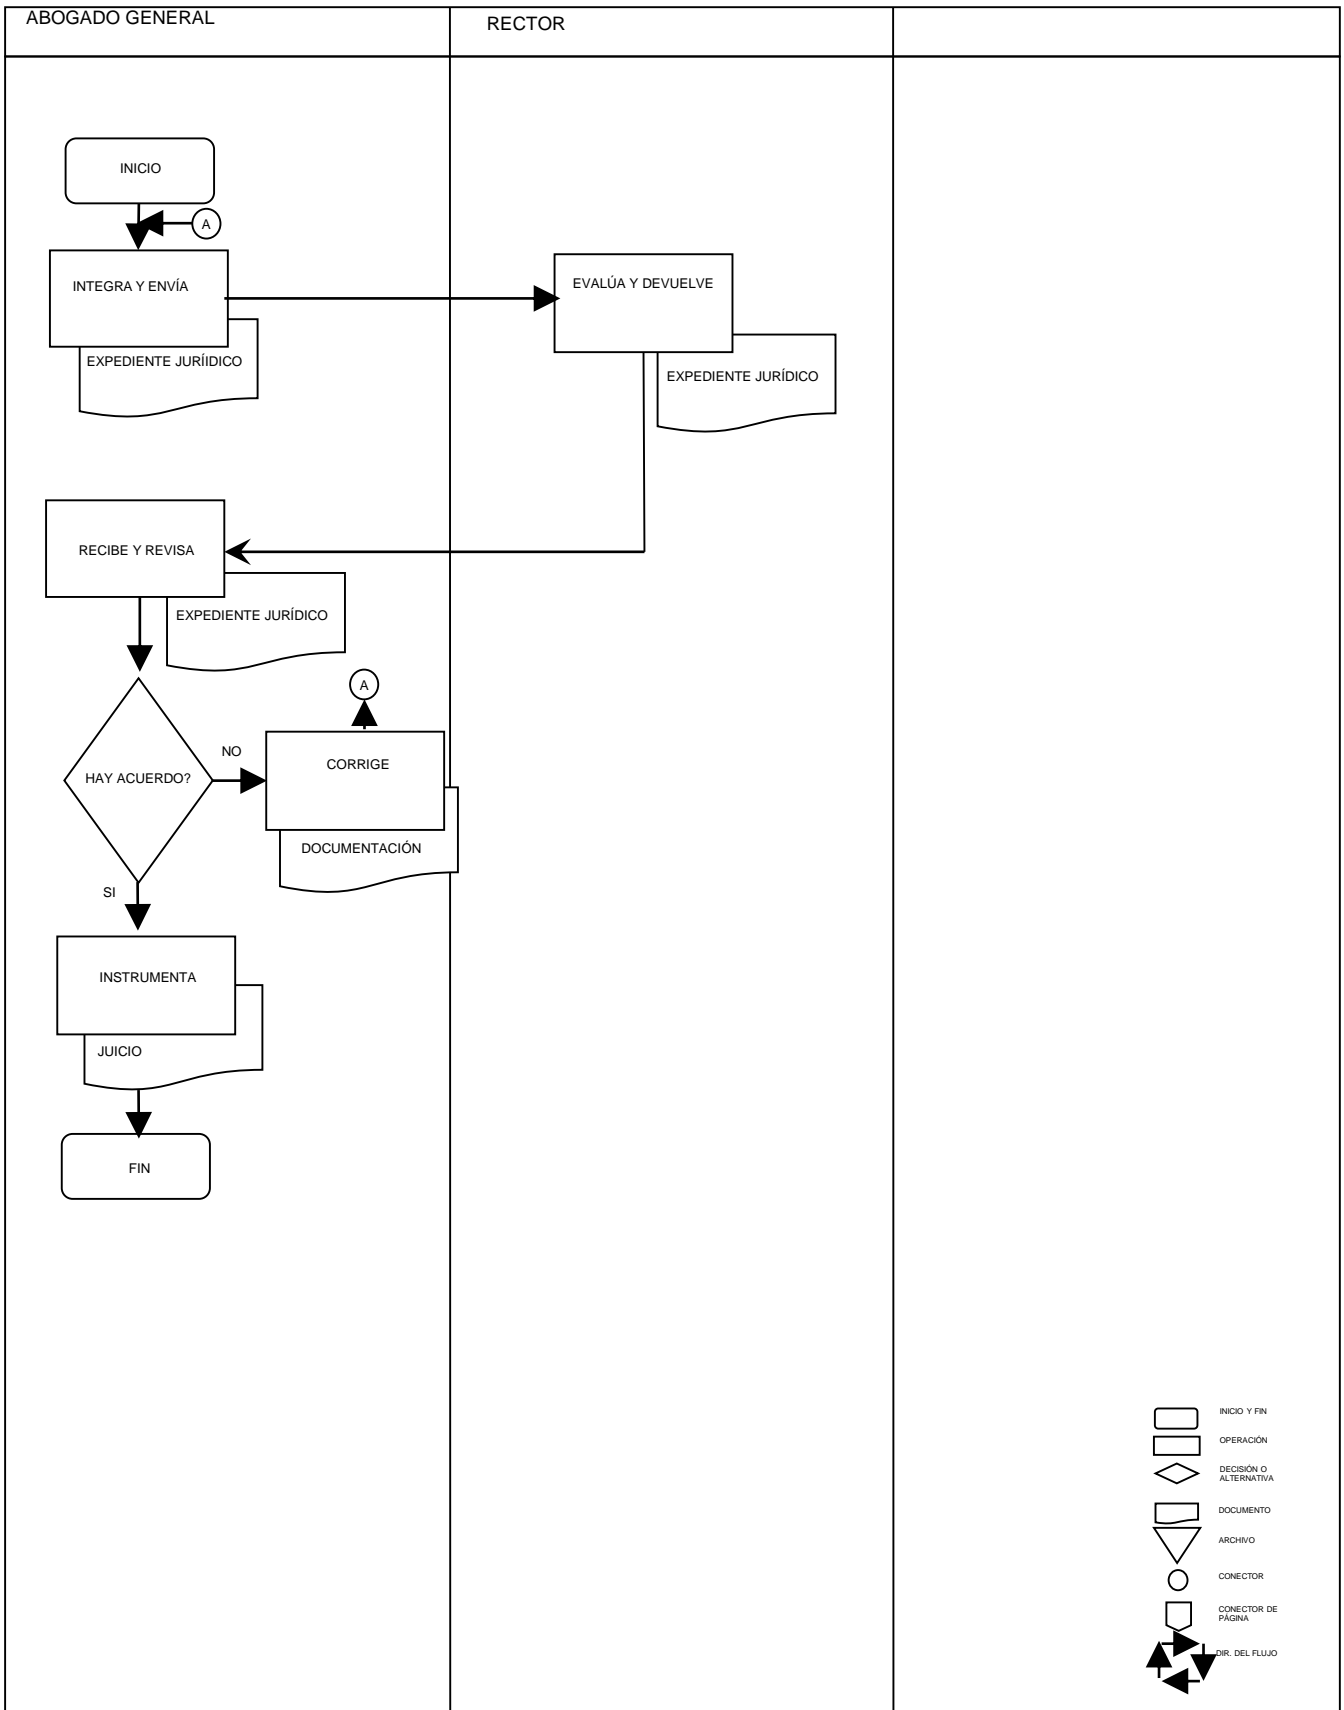 ABOGADO GENERAL
RECTOR
INICIO
A
INTEGRA Y ENVÍA
EVALÚA Y DEVUELVE
EXPEDIENTE JURÍIDICO
EXPEDIENTE JURÍDICO
RECIBE Y REVISA
EXPEDIENTE JURÍDICO
A
NO
CORRIGE
HAY ACUERDO?
DOCUMENTACIÓN
SI
INSTRUMENTA
JUICIO
FIN
INICIO Y FIN
OPERACIÓN
DECISIÓN O
ALTERNATIVA
DOCUMENTO
ARCHIVO
CONECTOR
CONECTOR DE
PÁGINA
DIR. DEL FLUJO